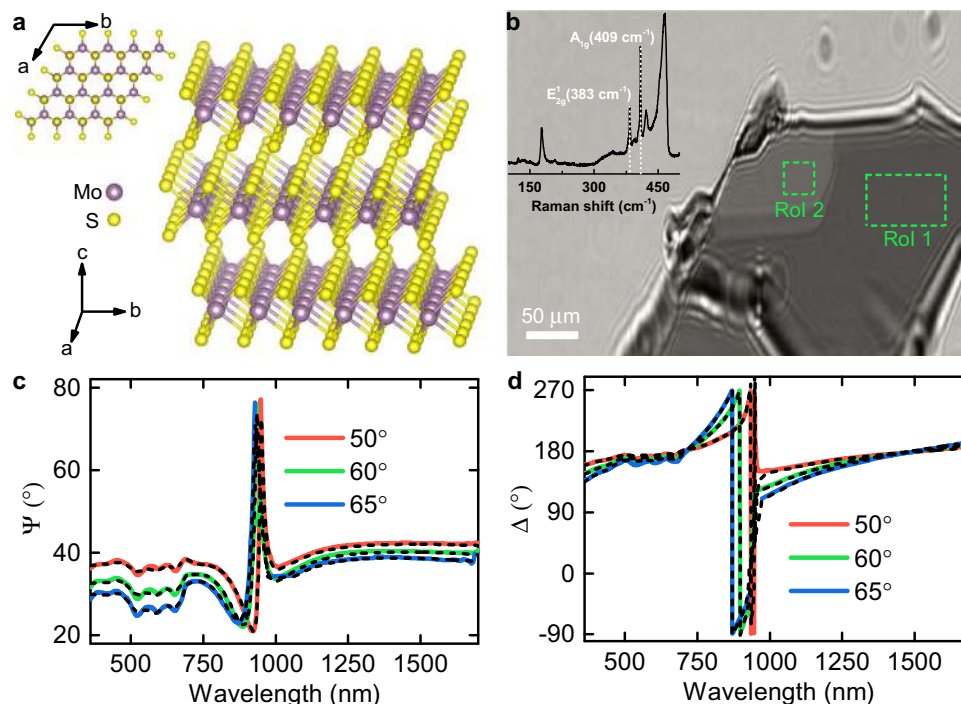 a
b
a
Mo
S
c
b
a
b
A1g(409 cm⁻¹)
E¹2g(383 cm⁻¹)
150 300 450
Raman shift (cm⁻¹)
RoI 2
RoI 1
50 μm
c
80
60
40
20
Ψ (°)
50°
60°
65°
500 750 1000 1250 1500
Wavelength (nm)
d
270
180
90
0
-90
Δ (°)
50°
60°
65°
500 750 1000 1250 1500
Wavelength (nm)